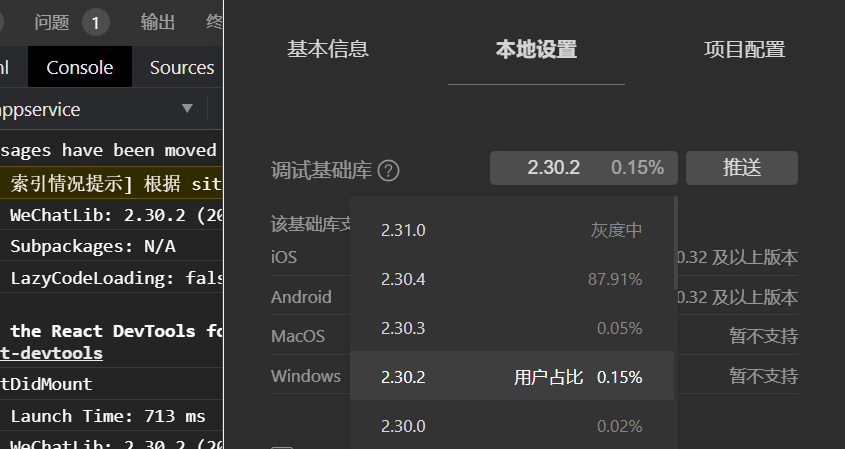 问题 1 输出
Console Sources
appservice
sages have been moved
索引情况提示] 根据 sit
WeChatLib: 2.30.2 (20
Subpackages: N/A
LazyCodeLoading: fals
the React DevTools fo
t-devtools
tDidMount
Launch Time: 713 ms
WeChatLib: 2.30.2 (20
基本信息 本地设置 项目配置
调试基础库 ? 2.30.2 0.15% 推送
该基础库支
iOS 0.32 及以上版本
Android 0.32 及以上版本
MacOS 暂不支持
Windows 暂不支持
2.31.0 灰度中
2.30.4 87.91%
2.30.3 0.05%
2.30.2 用户占比 0.15%
2.30.0 0.02%